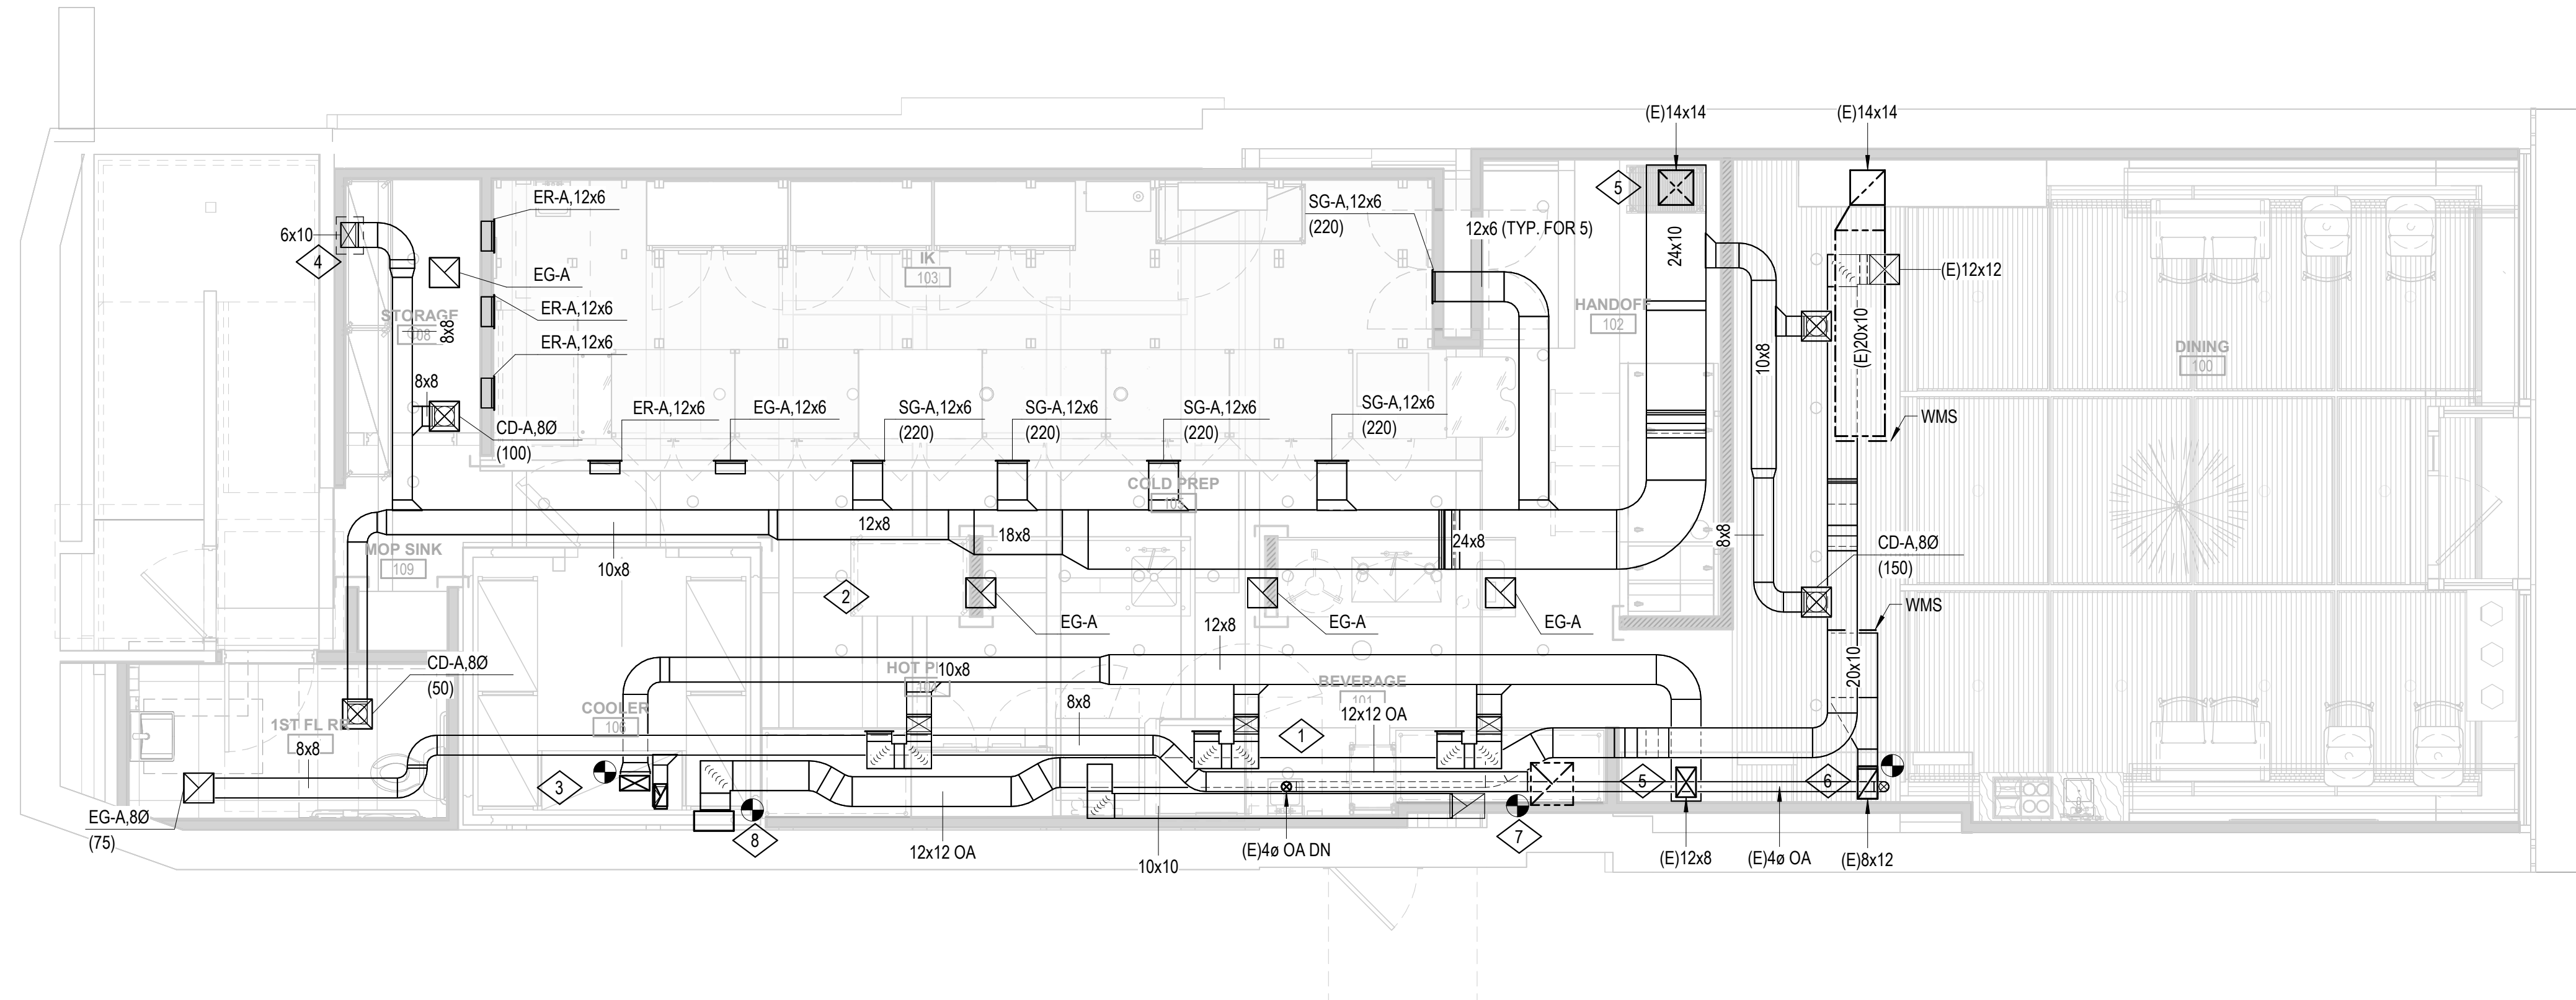 (E)14x14
(E)14x14
5
ER-A,12x6
SG-A,12x6
(220)
12x6 (TYP. FOR 5)
6x10
4
EG-A
IK
103
24x10
(E)12x12
ER-A,12x6
STORAGE
108
8x8
HANDOFF
102
ER-A,12x6
10x8
(E)20x10
DINING
100
8x8
CD-A,8Ø
(100)
ER-A,12x6
EG-A,12x6
SG-A,12x6
(220)
SG-A,12x6
(220)
SG-A,12x6
(220)
SG-A,12x6
(220)
WMS
COLD PREP
105
12x8
18x8
24x8
8x8
CD-A,8Ø
(150)
MOP SINK
109
10x8
2
EG-A
EG-A
EG-A
WMS
12x8
CD-A,8Ø
(50)
HOT P
10x8
20x10
BEVERAGE
101
COOLER
106
8x8
12x12 OA
1ST FL RR
8x8
1
3
5
6
EG-A,8Ø
(75)
8
7
12x12 OA
10x10
(E)4ø OA DN
(E)12x8
(E)4ø OA
(E)8x12